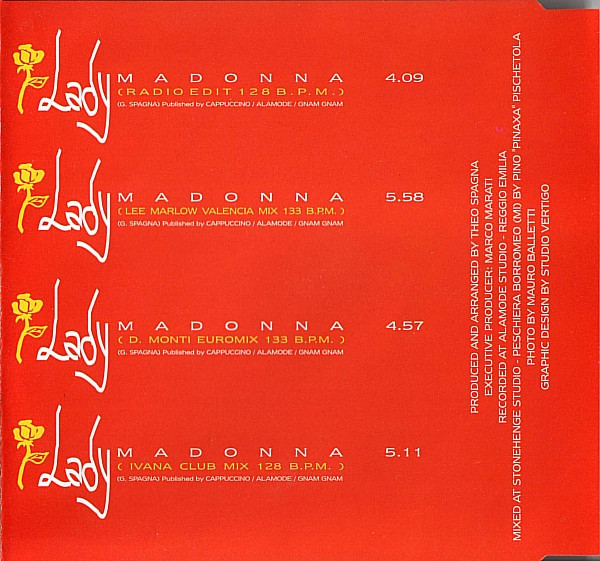 Lady
MADONNA 4.09
(RADIO EDIT 128 B.P.M.)
(G. SPAGNA) Published by CAPPUCCINO / ALAMODE / GNAM GNAM
Lady
MADONNA 5.58
( LEE MARLOW VALENCIA MIX 133 B.P.M. )
(G. SPAGNA) Published by CAPPUCCINO / ALAMODE / GNAM GNAM
Lady
MADONNA 4.57
( D. MONTI EUROMIX 133 B.P.M. )
(G. SPAGNA) Published by CAPPUCCINO / ALAMODE / GNAM GNAM
Lady
MADONNA 5.11
( IVANA CLUB MIX 128 B.P.M. )
(G. SPAGNA) Published by CAPPUCCINO / ALAMODE / GNAM GNAM
PRODUCED AND ARRANGED BY THEO SPAGNA
EXECUTIVE PRODUCER: MARCO MARATI
RECORDED AT ALAMODE STUDIO - REGGIO EMILIA
MIXED AT STONEHENGE STUDIO - PESCHIERA BORROMEO (MI) BY PINO "PINAXA" PISCHETOLA
PHOTO BY MAURO BALLETTI
GRAPHIC DESIGN BY STUDIO VERTIGO